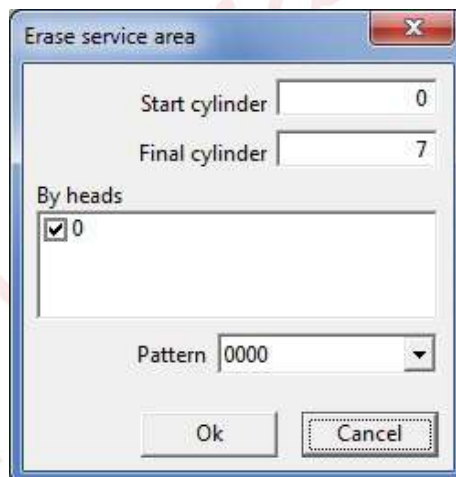 Erase service area
Start cylinder 0
Final cylinder 7
By heads
0
Pattern 0000
Ok Cancel